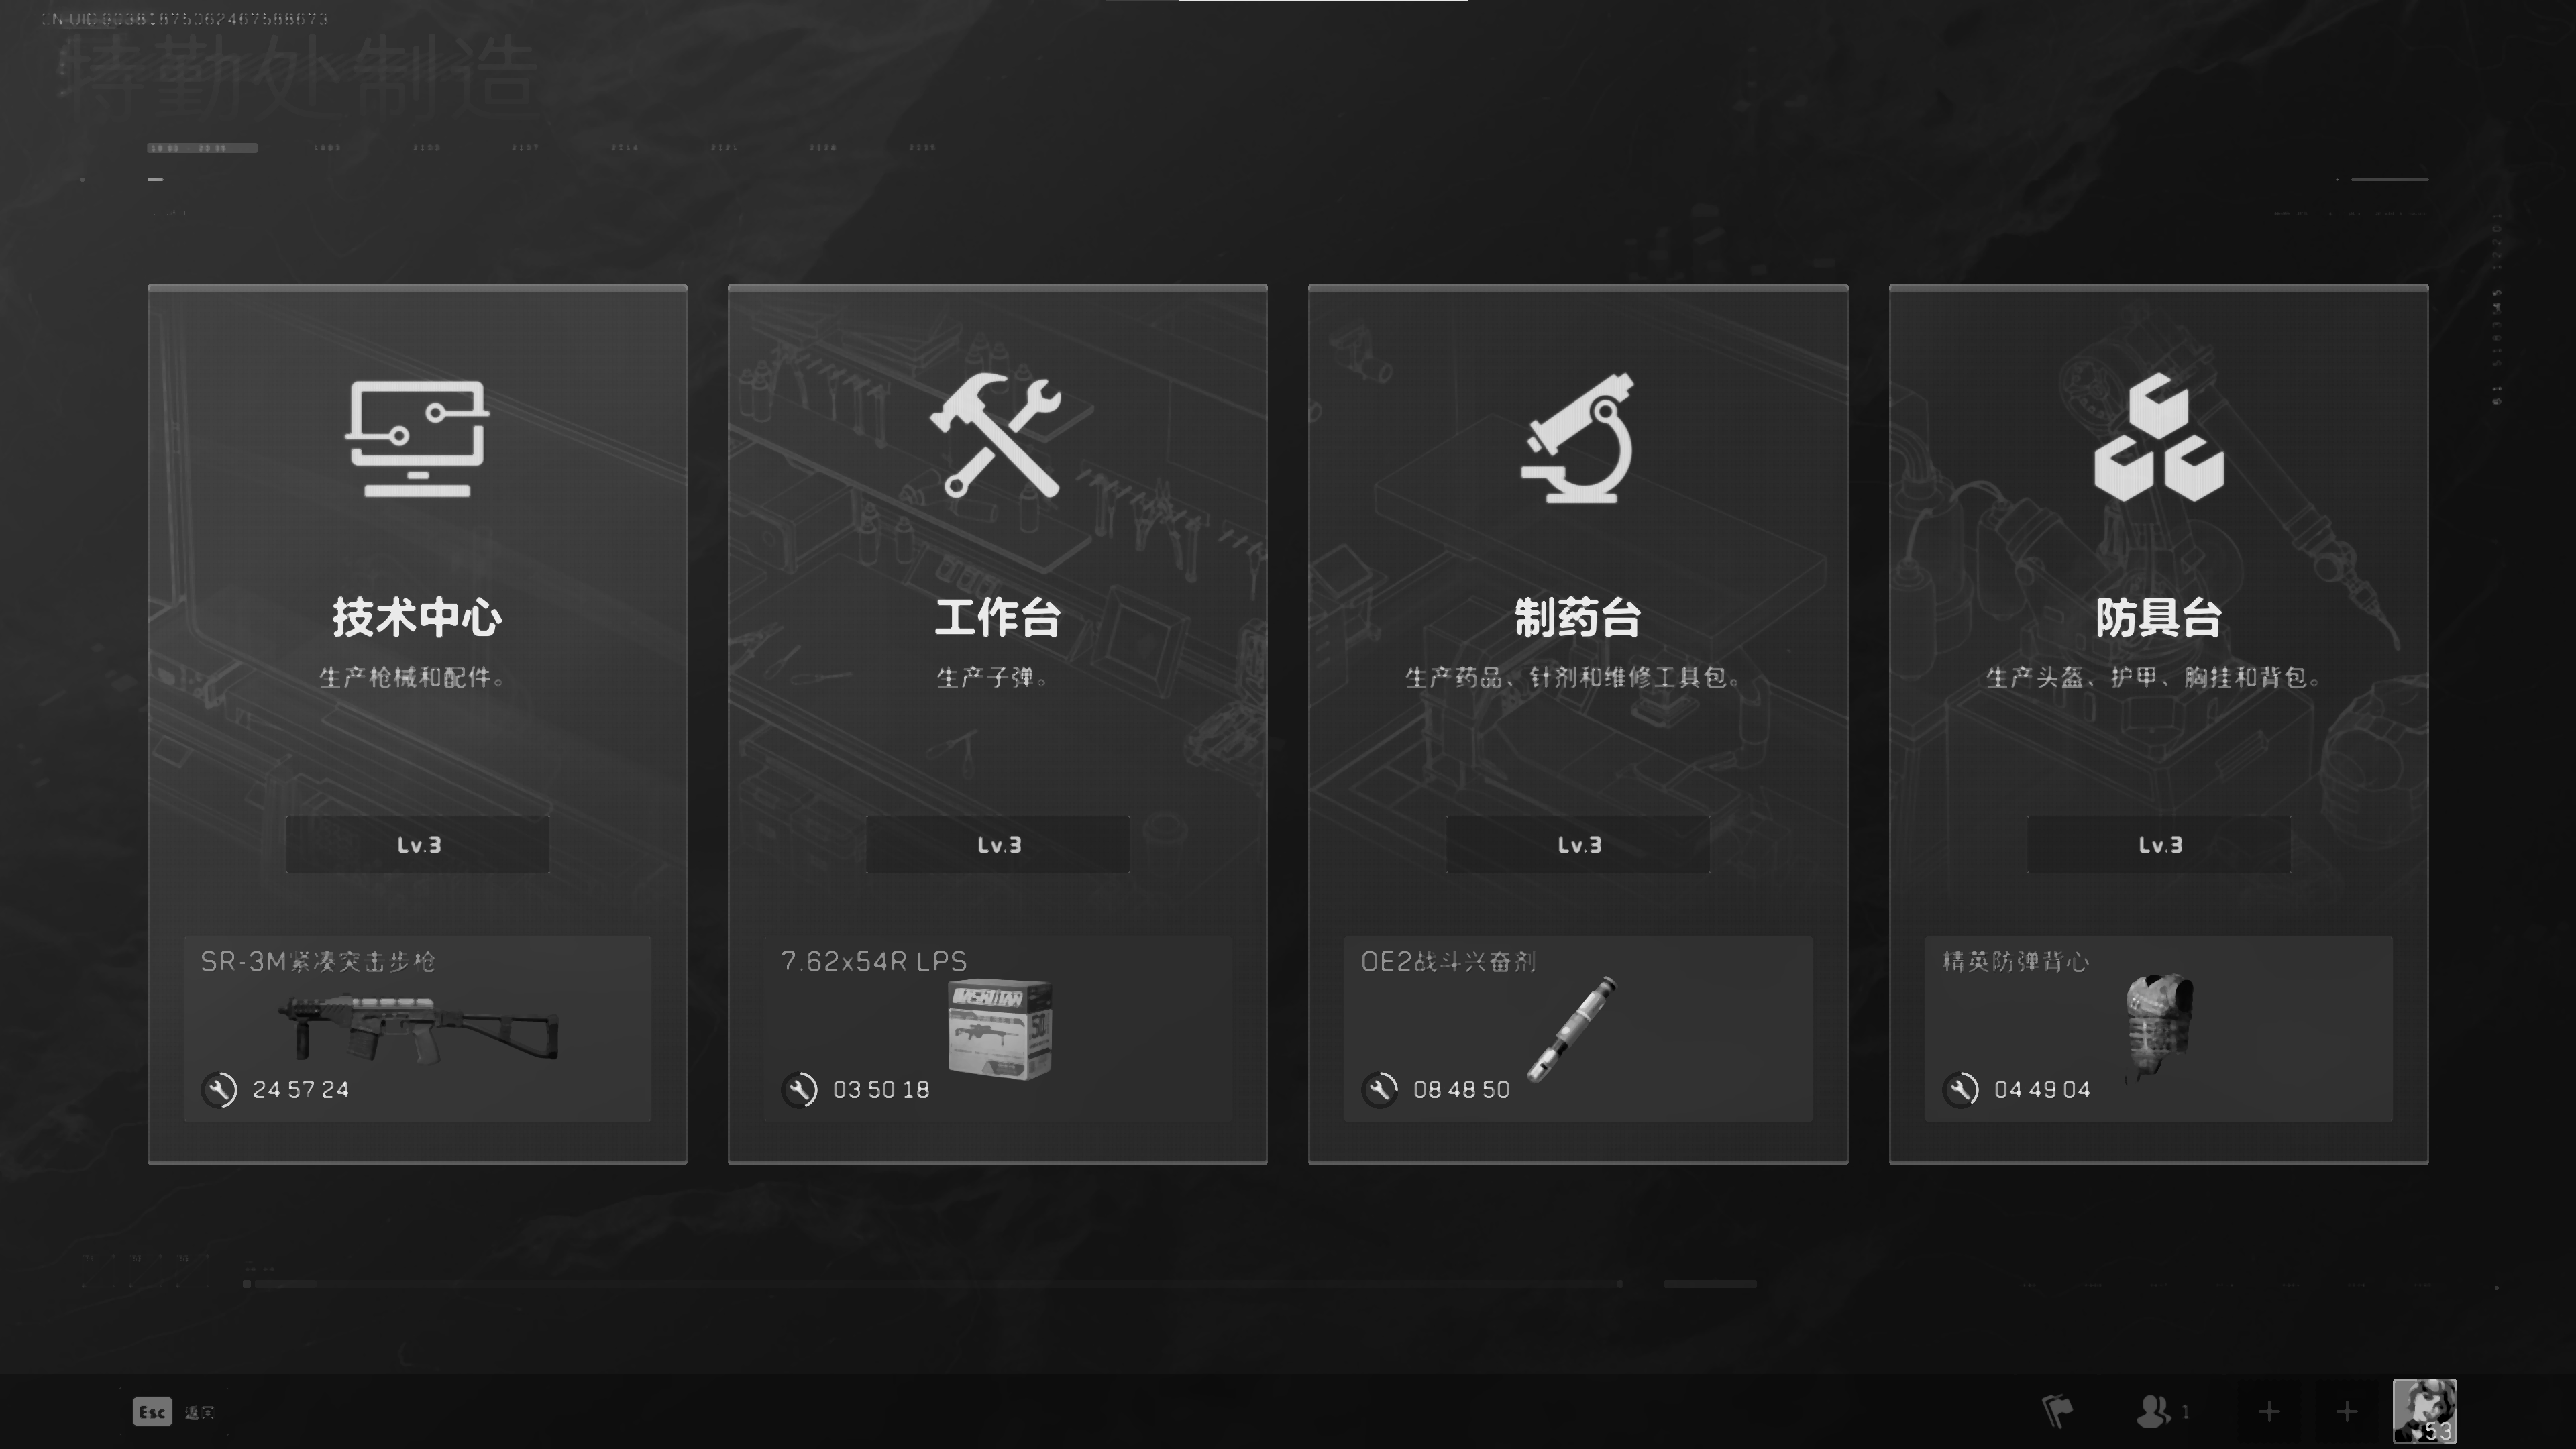 特勤处制造
技术中心
生产枪械和配件。
Lv.3
SR-3M紧凑突击步枪
24 57 24
工作台
生产子弹。
Lv.3
7.62x54R LPS
03 50 18
制药台
生产药品、针剂和维修工具包。
Lv.3
OE2战斗兴奋剂
08 48 50
防具台
生产头盔、护甲、胸挂和背包。
Lv.3
精英防弹背心
04 49 04
Esc 返回
1
53